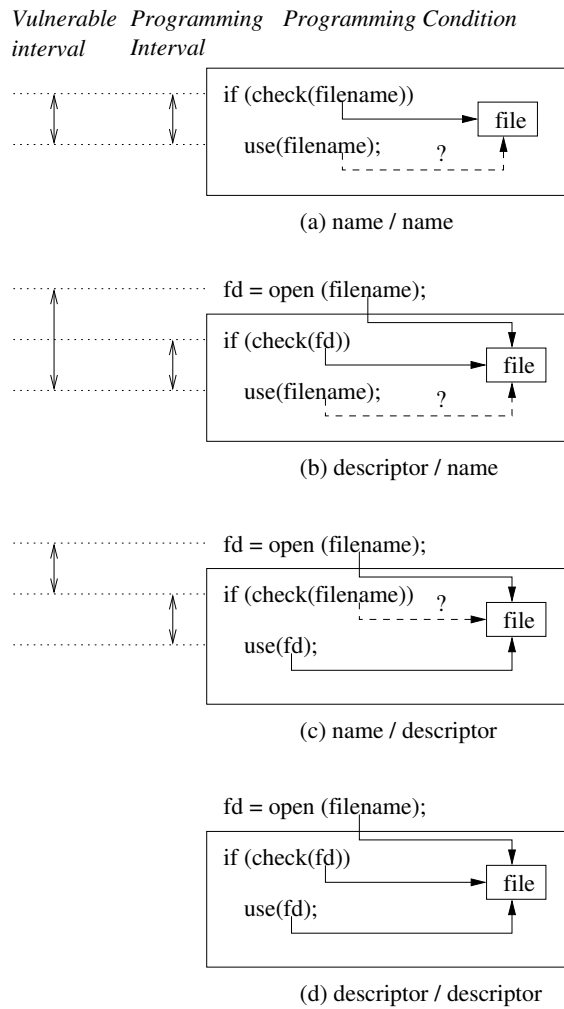 Vulnerable interval
Programming Interval
Programming Condition
if (check(filename))
file
use(filename);
?
(a) name / name
fd = open (filename);
if (check(fd))
file
use(filename);
?
(b) descriptor / name
fd = open (filename);
if (check(filename))
?
file
use(fd);
(c) name / descriptor
fd = open (filename);
if (check(fd))
file
use(fd);
(d) descriptor / descriptor